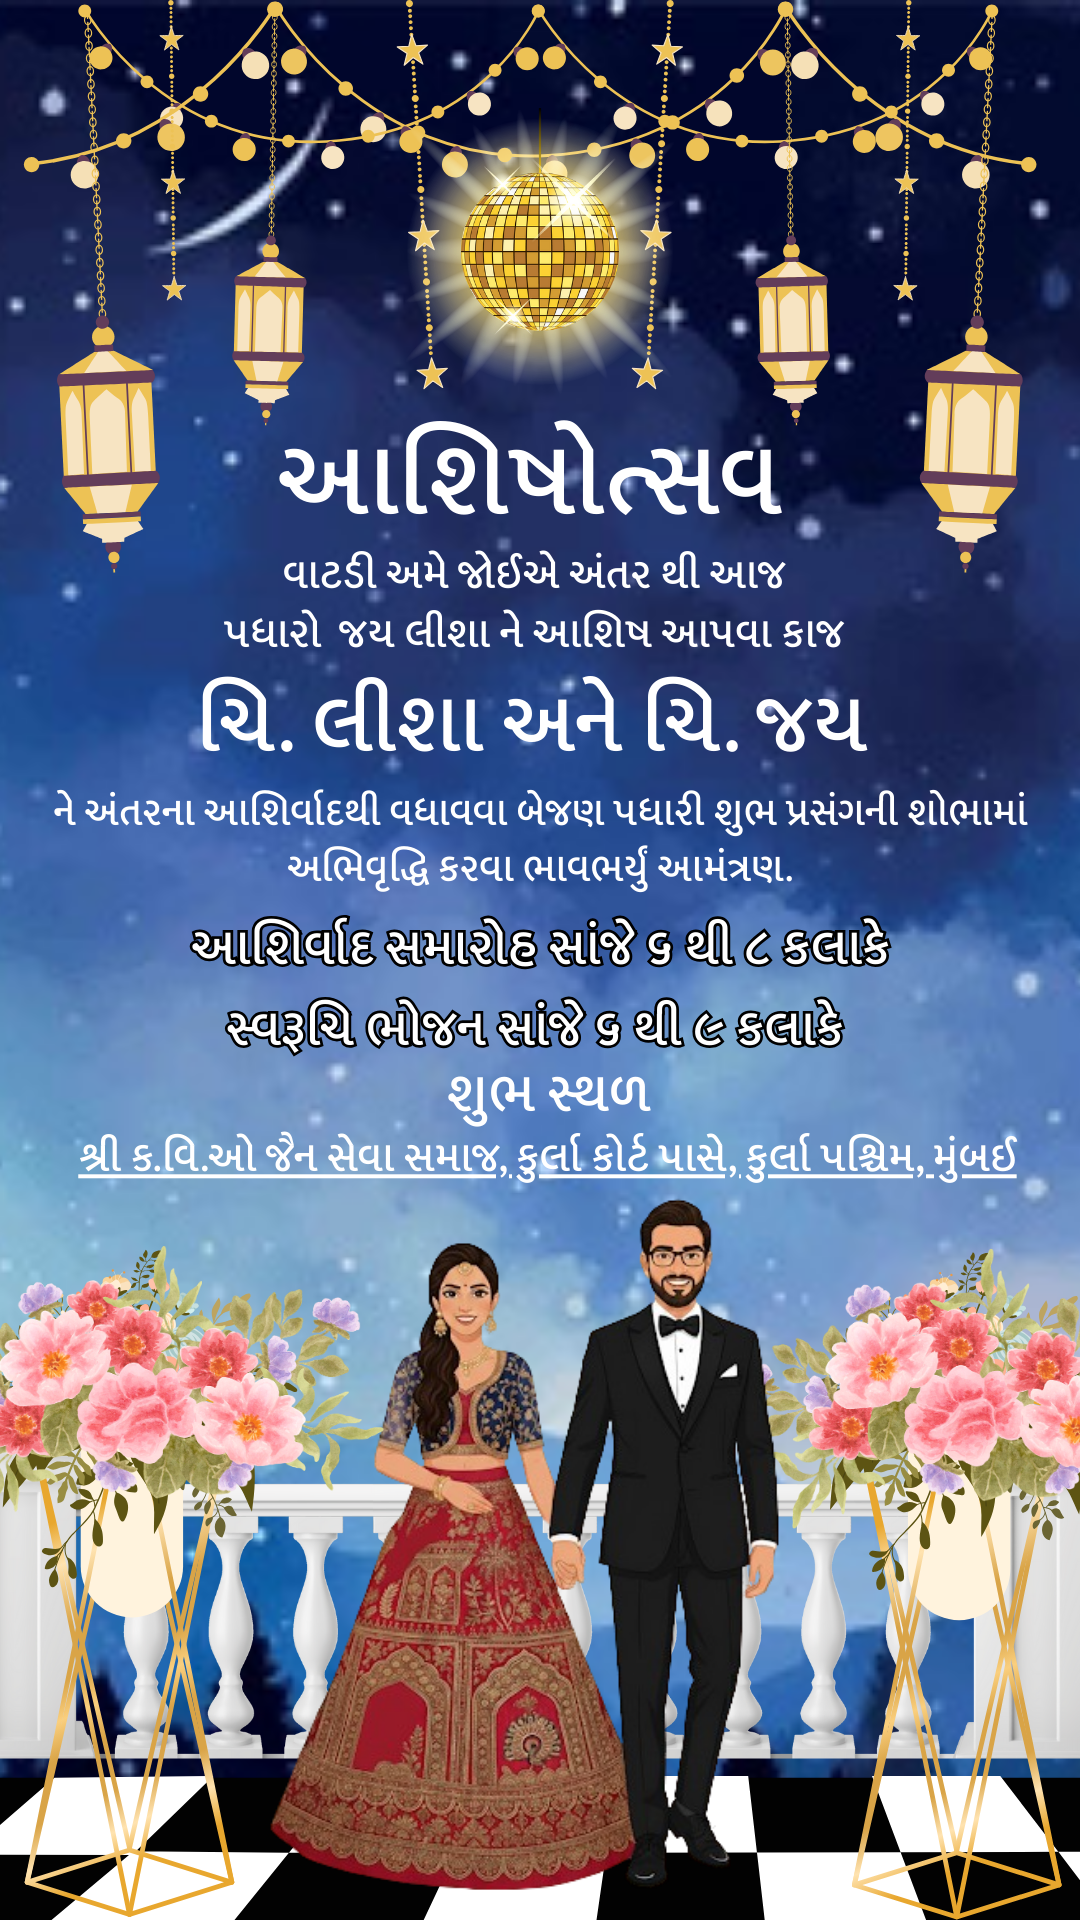 આશિષોત્સવ
વાટડી અમે જોઈએ અંતર થી આજ
પધારો જય લીશા ને આશિષ આપવા કાજ
ચિ. લીશા અને ચિ. જય
ને અંતરના આશિર્વાદથી વધાવવા બેજણ પધારી શુભ પ્રસંગની શોભામાં
અભિવૃદ્ધિ કરવા ભાવભર્યું આમંત્રણ.
આશિર્વાદ સમારોહ સાંજે ૬ થી ૮ કલાકે
સ્વરૂચિ ભોજન સાંજે ૬ થી ૯ કલાકે
શુભ સ્થળ
શ્રી ક.વિ.ઓ જૈન સેવા સમાજ, કુર્લા કોર્ટ પાસે, કુર્લા પશ્ચિમ, મુંબઈ